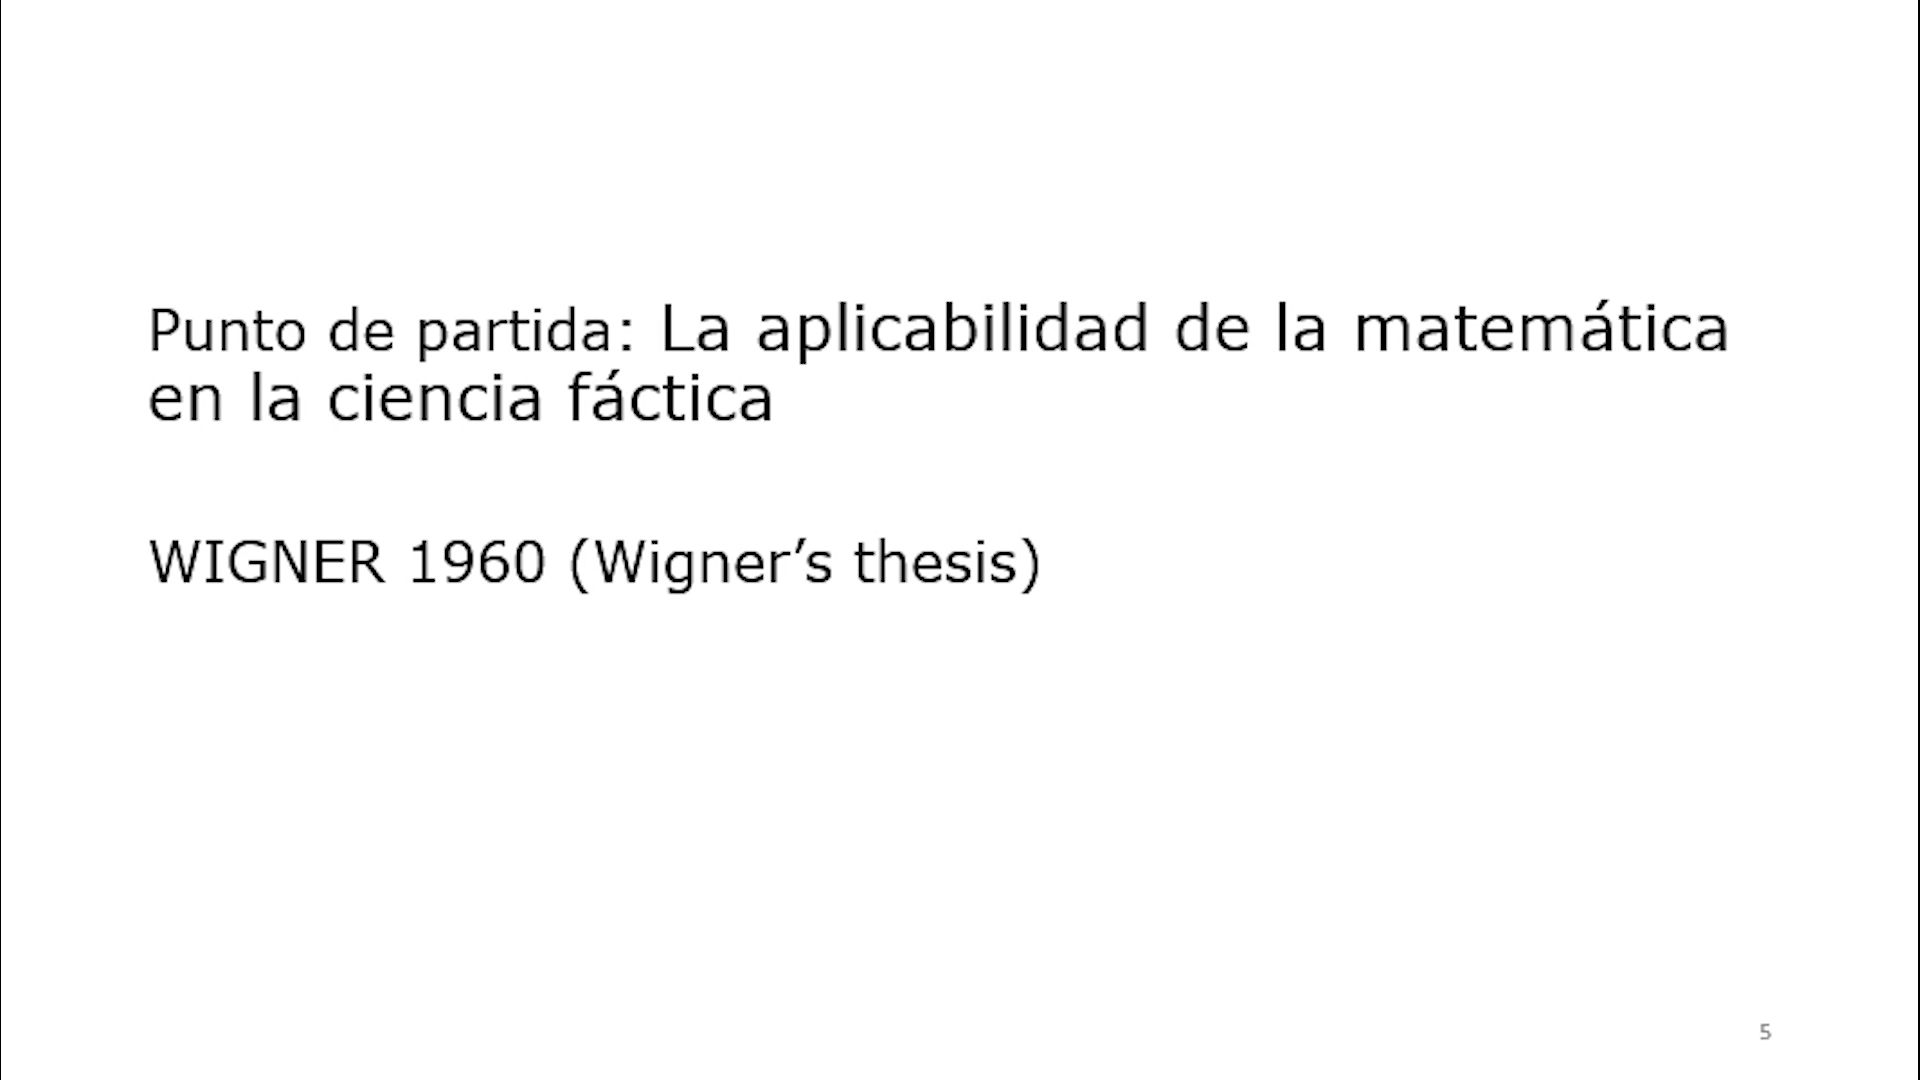 Punto de partida: La aplicabilidad de la matemática
en la ciencia fáctica
WIGNER 1960 (Wigner’s thesis)
5